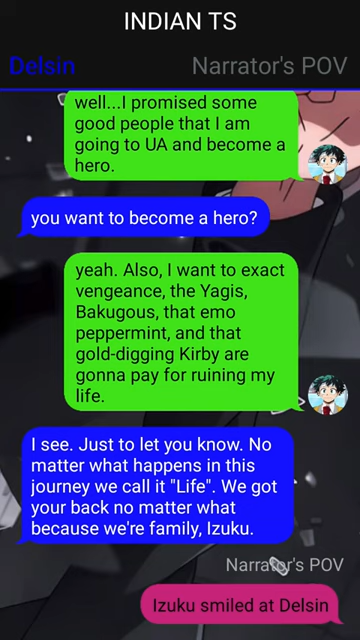 INDIAN TS
Delsin
Narrator's POV
well...I promised some
good people that I am
going to UA and become a
hero.
you want to become a hero?
yeah. Also, I want to exact
vengeance, the Yagis,
Bakugous, that emo
peppermint, and that
gold-digging Kirby are
gonna pay for ruining my
life.
I see. Just to let you know. No
matter what happens in this
journey we call it "Life". We got
your back no matter what
because we're family, Izuku.
Narrator's POV
Izuku smiled at Delsin